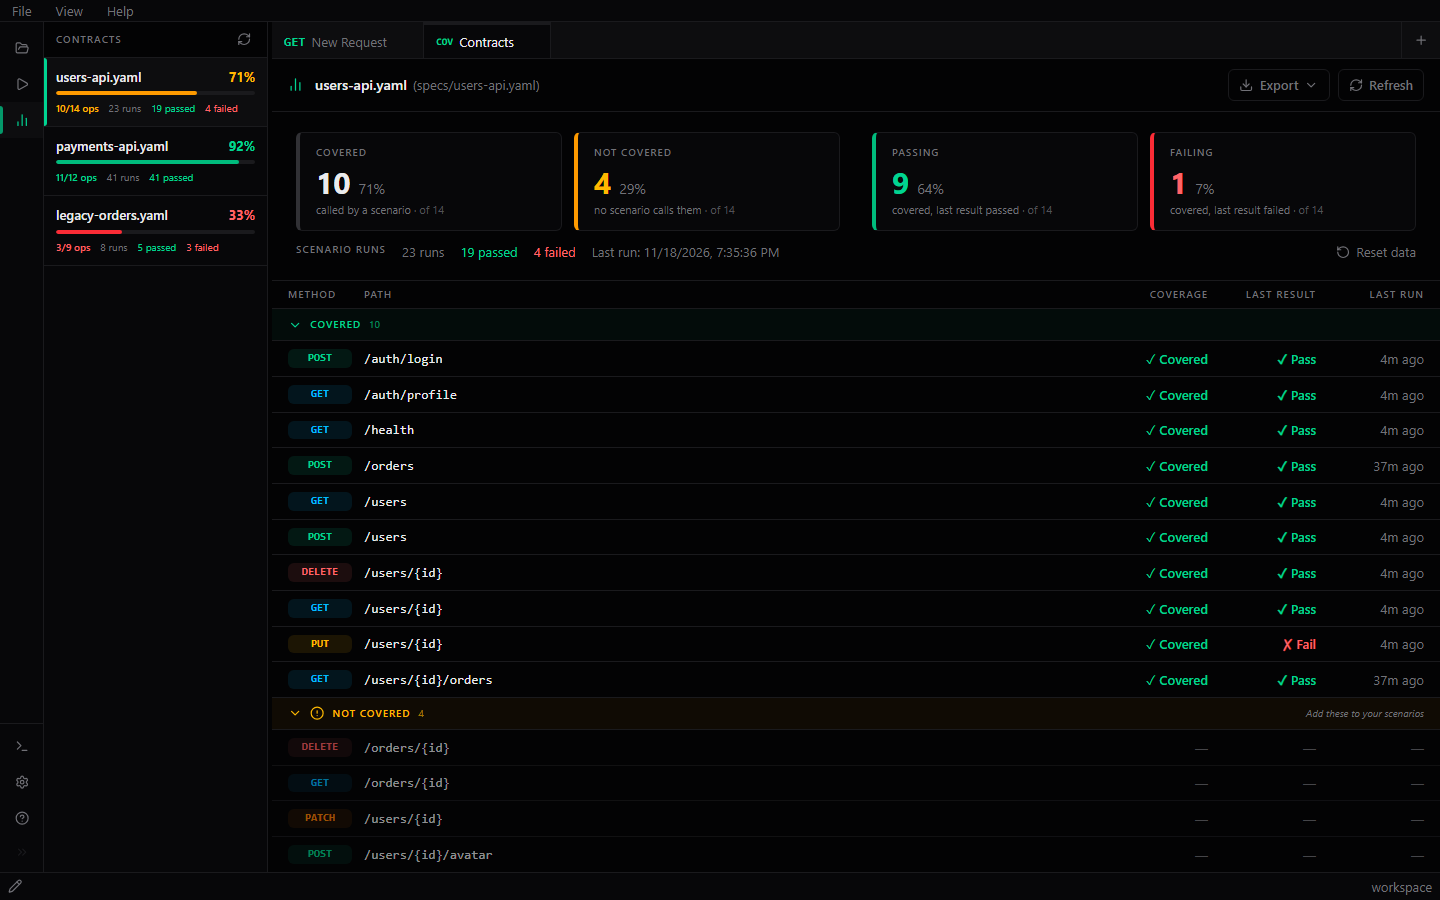 File View Help
CONTRACTS
users-api.yaml 71%
10/14 ops 23 runs 19 passed 4 failed
payments-api.yaml 92%
11/12 ops 41 runs 41 passed
legacy-orders.yaml 33%
3/9 ops 8 runs 5 passed 3 failed
GET New Request
COV Contracts
users-api.yaml (specs/users-api.yaml)
Export
Refresh
COVERED
10 71%
called by a scenario · of 14
NOT COVERED
4 29%
no scenario calls them · of 14
PASSING
9 64%
covered, last result passed · of 14
FAILING
1 7%
covered, last result failed · of 14
SCENARIO RUNS 23 runs 19 passed 4 failed Last run: 11/18/2026, 7:35:36 PM Reset data
METHOD PATH COVERAGE LAST RESULT LAST RUN
COVERED 10
POST /auth/login ✓ Covered ✓ Pass 4m ago
GET /auth/profile ✓ Covered ✓ Pass 4m ago
GET /health ✓ Covered ✓ Pass 4m ago
POST /orders ✓ Covered ✓ Pass 37m ago
GET /users ✓ Covered ✓ Pass 4m ago
POST /users ✓ Covered ✓ Pass 4m ago
DELETE /users/{id} ✓ Covered ✓ Pass 4m ago
GET /users/{id} ✓ Covered ✓ Pass 4m ago
PUT /users/{id} ✓ Covered ✗ Fail 4m ago
GET /users/{id}/orders ✓ Covered ✓ Pass 37m ago
NOT COVERED 4 Add these to your scenarios
DELETE /orders/{id} — — —
GET /orders/{id} — — —
PATCH /users/{id} — — —
POST /users/{id}/avatar — — —
workspace